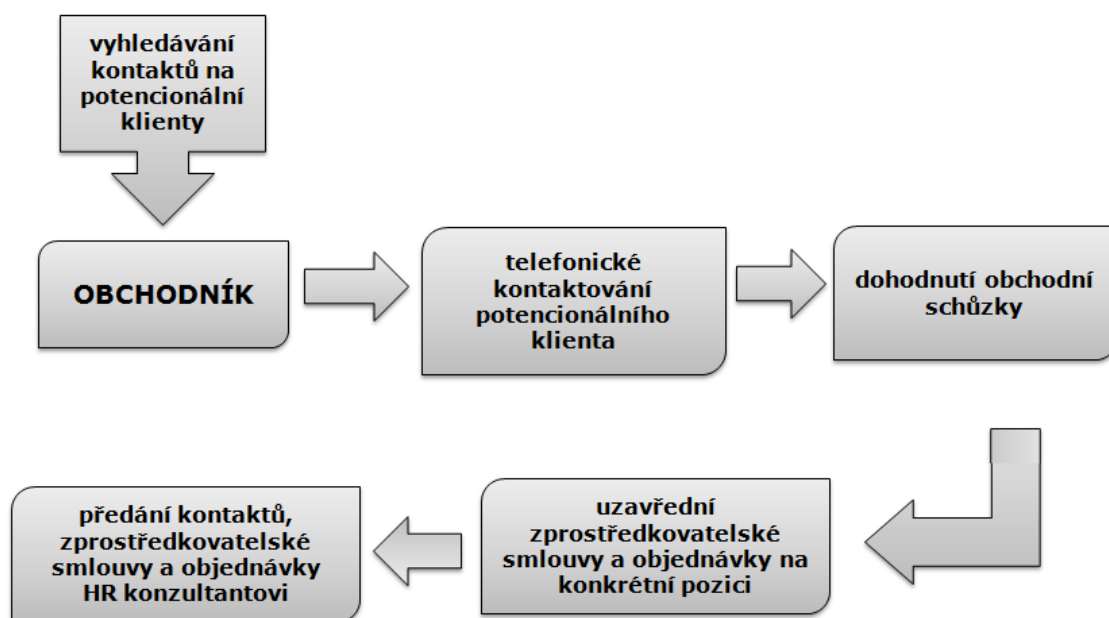 vyhledávání
kontaktů na
potencionální
klienty
OBCHODNÍK
telefonické
kontaktování
potencionálního
klienta
dohodnutí obchodní
schůzky
uzavřední
zprostředkovatelské
smlouvy a objednávky na
konkrétní pozici
předání kontaktů,
zprostředkovatelské
smlouvy a objednávky
HR konzultantovi